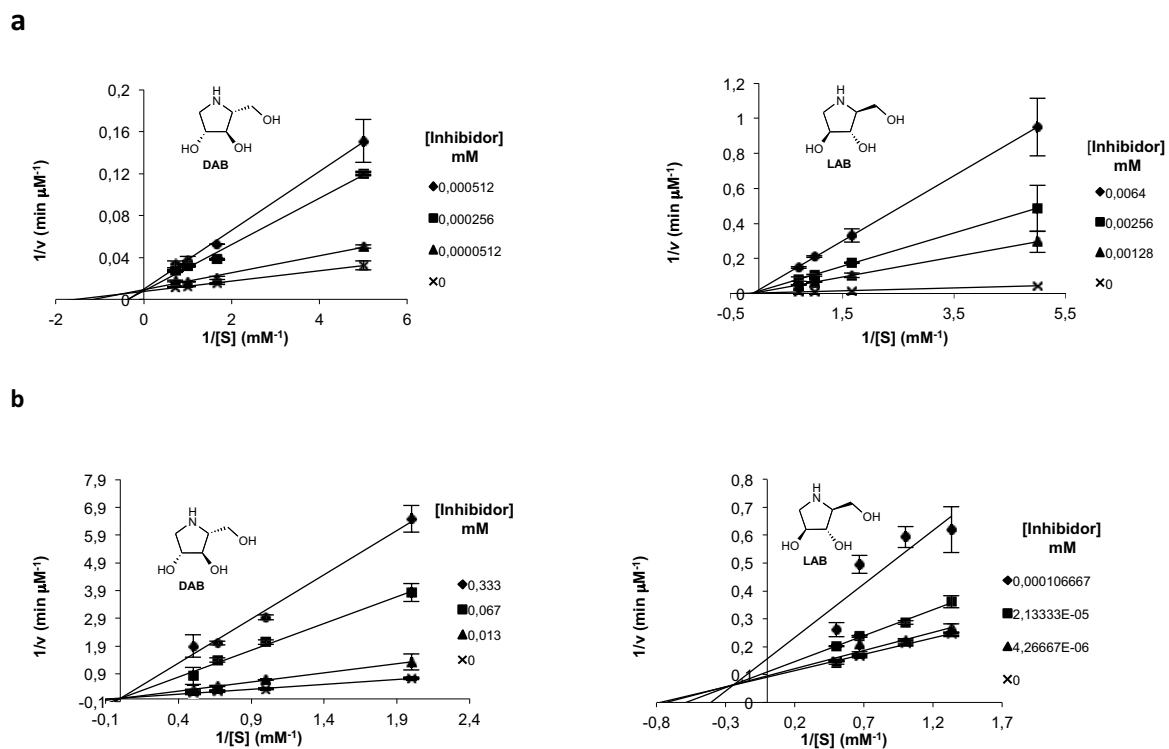 a
0,2
0,16
0,12
0,08
0,04
0
-2
0
2
4
6
1/v (min µM-1)
1/[S] (mM-1)
H
N
OH
HO
OH
DAB
[Inhibidor]
mM
0,000512
0,000256
0,0000512
0
1,2
1
0,8
0,6
0,4
0,2
0
-0,5
1,5
3,5
5,5
1/v (min µM-1)
1/[S] (mM-1)
H
N
OH
HO
OH
LAB
[Inhibidor]
mM
0,0064
0,00256
0,00128
0
b
7,9
6,9
5,9
4,9
3,9
2,9
1,9
0,9
-0,1
-0,1
0,4
0,9
1,4
1,9
2,4
1/v (min µM-1)
1/[S] (mM-1)
H
N
OH
HO
OH
DAB
[Inhibidor]
mM
0,333
0,067
0,013
0
0,8
0,7
0,6
0,5
0,4
0,3
0,2
0,1
0
-0,8
-0,3
0,2
0,7
1,2
1,7
1/v (min µM-1)
1/[S] (mM-1)
H
N
OH
HO
OH
LAB
[Inhibidor]
mM
0,000106667
2,13333E-05
4,26667E-06
0